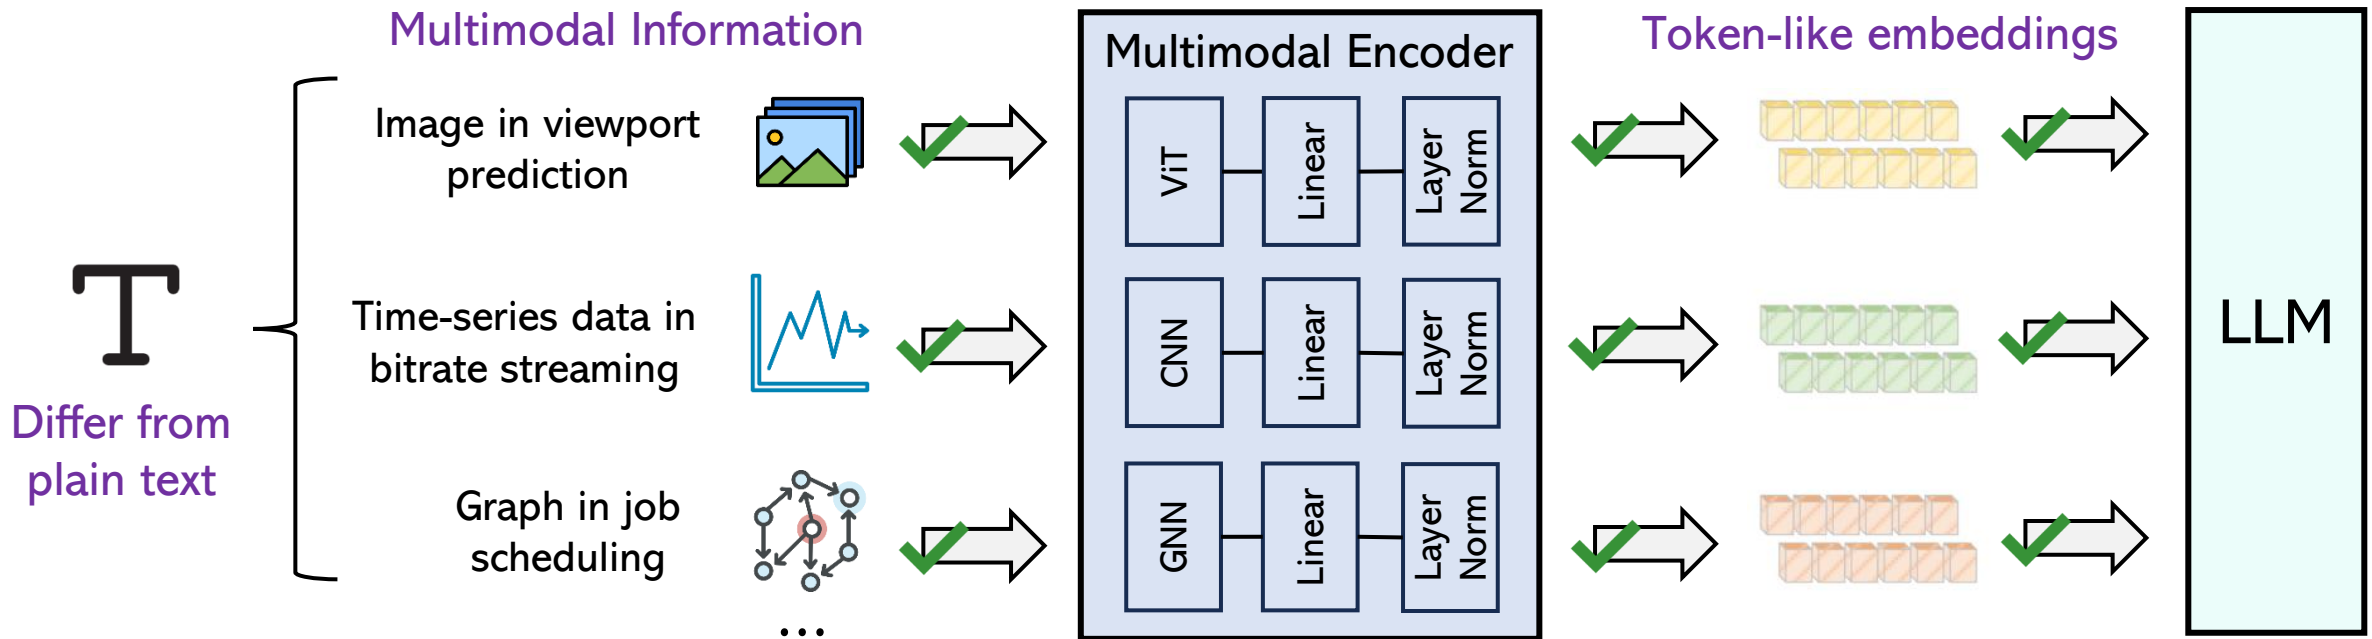 Multimodal Information
Image in viewport
prediction
Time-series data in
bitrate streaming
Graph in job
scheduling
...
T
Differ from
plain text
Multimodal Encoder
ViT
Linear
Layer
Norm
CNN
Linear
Layer
Norm
GNN
Linear
Layer
Norm
Token-like embeddings
LLM